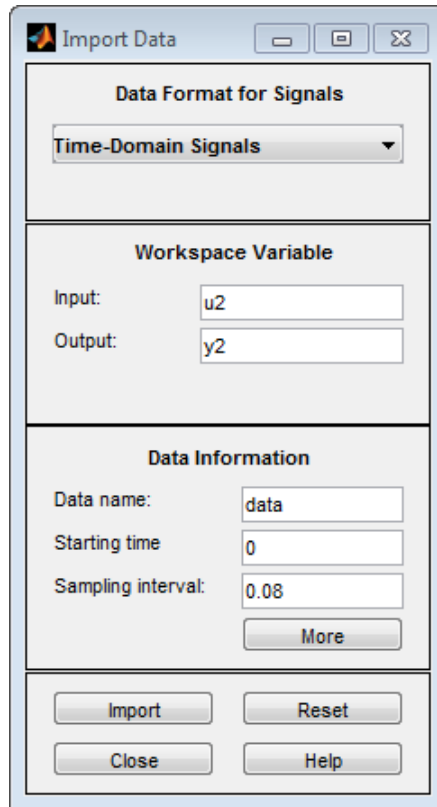 Import Data
Data Format for Signals
Time-Domain Signals
Workspace Variable
Input: u2
Output: y2
Data Information
Data name: data
Starting time 0
Sampling interval: 0.08
More
Import Reset
Close Help